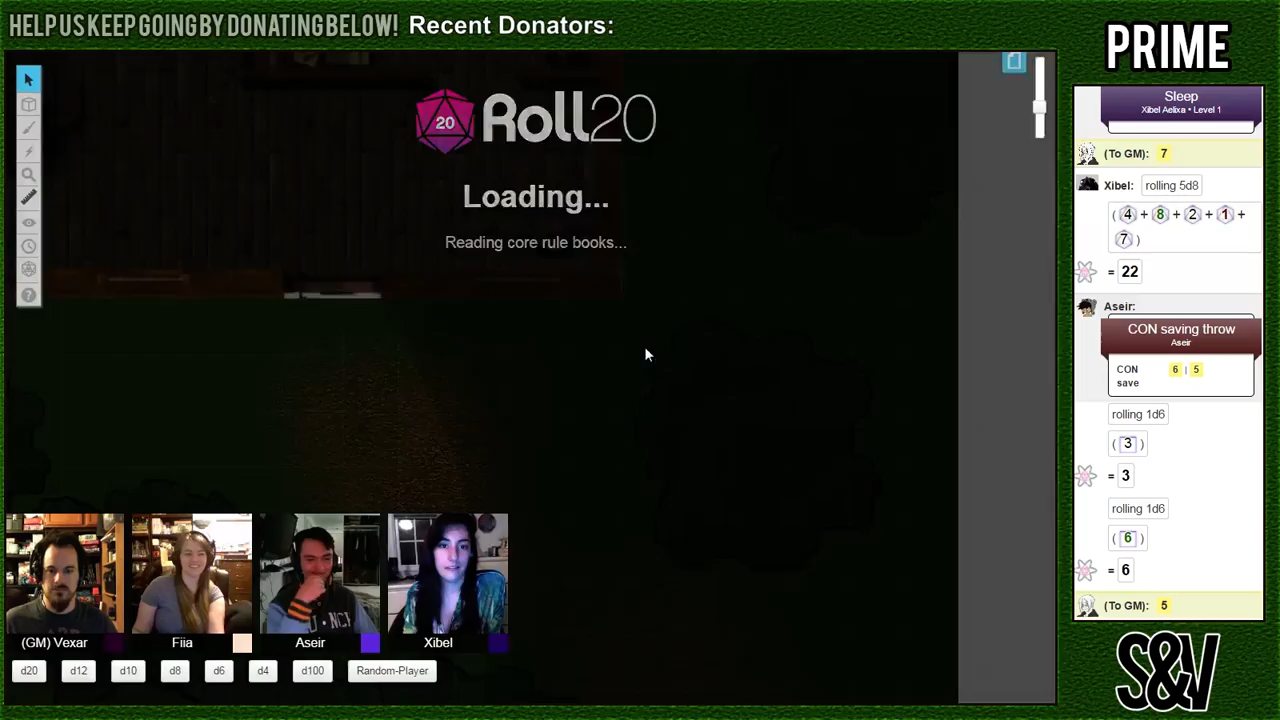 HELP US KEEP GOING BY DONATING BELOW! Recent Donators:
20 Roll20
Loading...
Reading core rule books...
(GM) Vexar
Fiia
Aseir
Xibel
d20 d12 d10 d8 d6 d4 d100 Random-Player
PRIME
Sleep
Xibel Aelixa • Level 1
(To GM): 7
Xibel: rolling 5d8
( 4 + 8 + 2 + 1 +
7 )
= 22
Aseir:
CON saving throw
Aseir
CON save 6 | 5
rolling 1d6
( 3 )
= 3
rolling 1d6
( 6 )
= 6
(To GM): 5
S&V